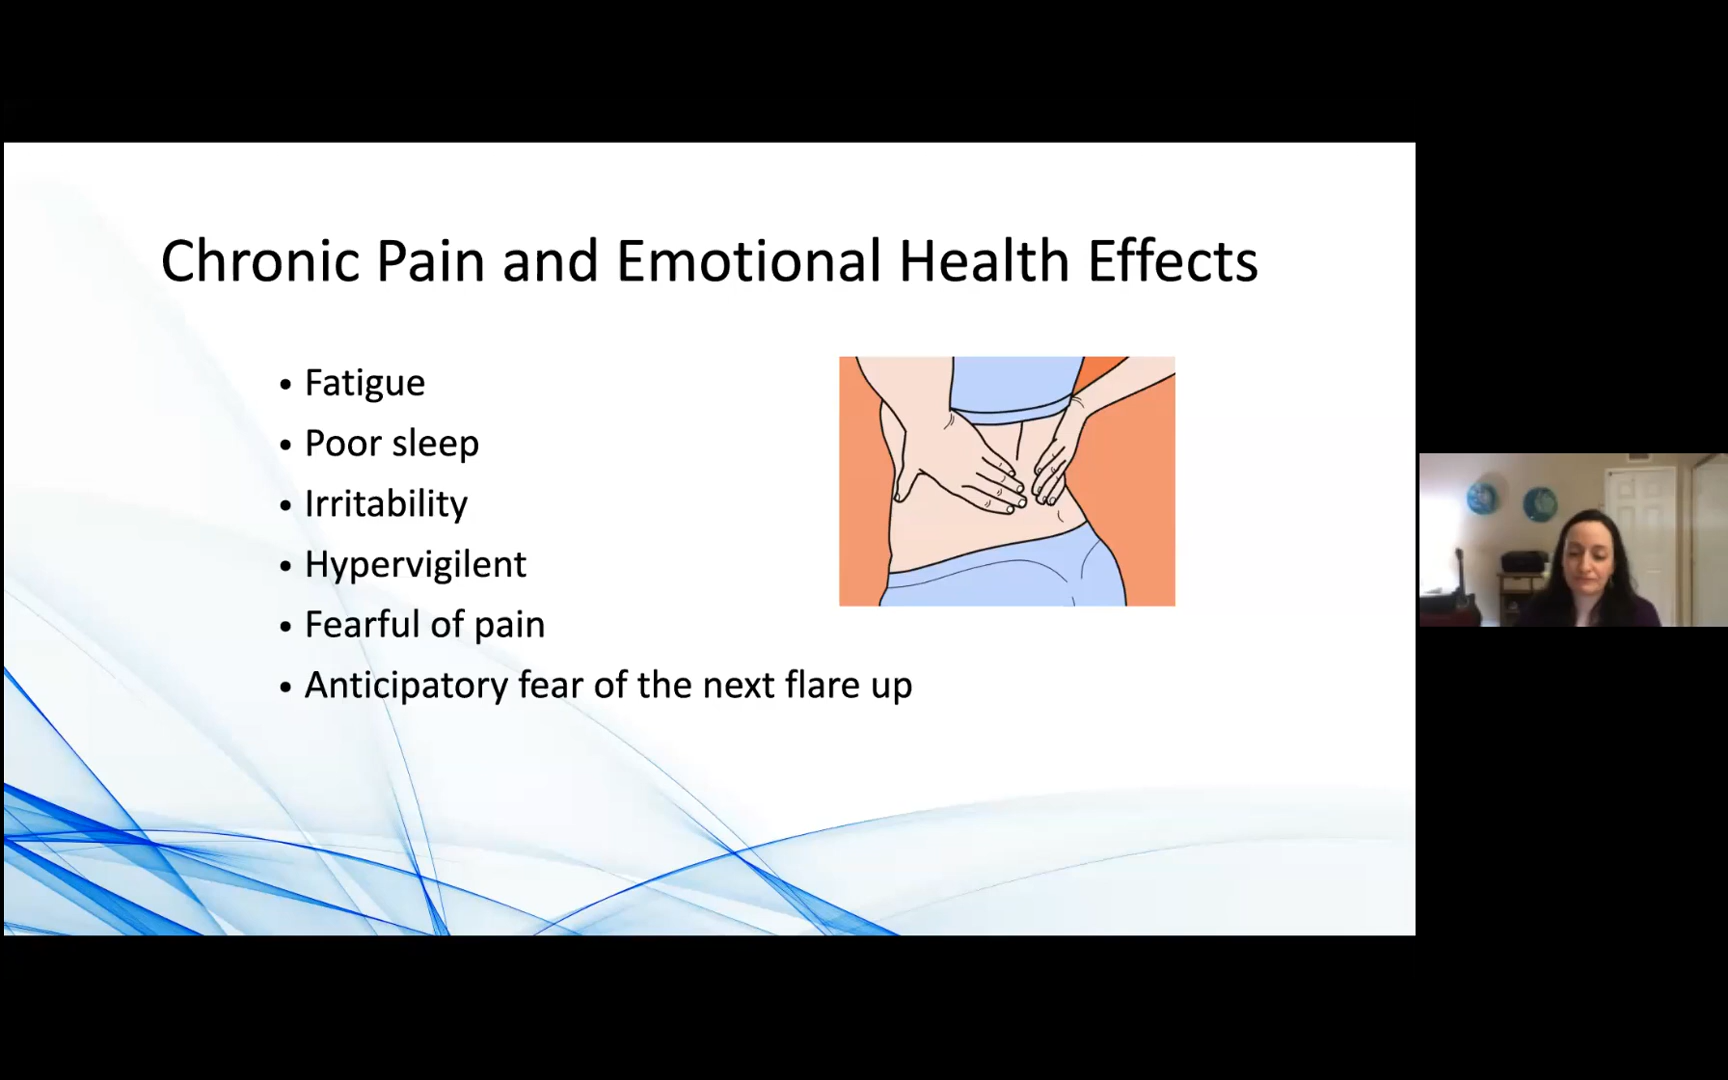 Chronic Pain and Emotional Health Effects
• Fatigue
• Poor sleep
• Irritability
• Hypervigilent
• Fearful of pain
• Anticipatory fear of the next flare up